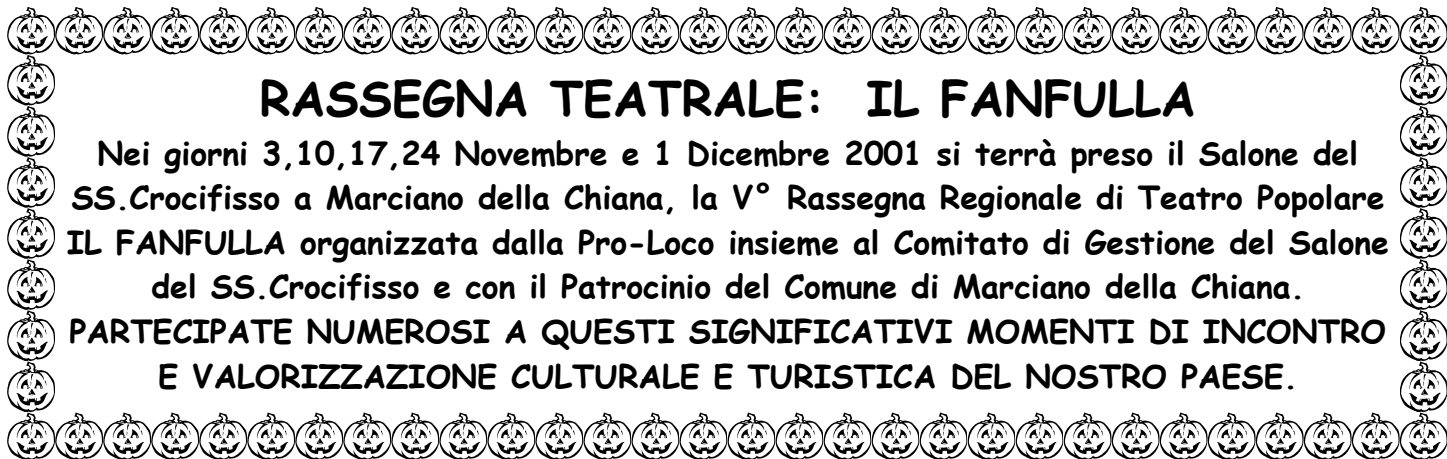 RASSEGNA TEATRALE: IL FANFULLA
Nei giorni 3,10,17,24 Novembre e 1 Dicembre 2001 si terrà preso il Salone del
SS.Crocifisso a Marciano della Chiana, la V° Rassegna Regionale di Teatro Popolare
IL FANFULLA organizzata dalla Pro-Loco insieme al Comitato di Gestione del Salone
del SS.Crocifisso e con il Patrocinio del Comune di Marciano della Chiana.
PARTECIPATE NUMEROSI A QUESTI SIGNIFICATIVI MOMENTI DI INCONTRO
E VALORIZZAZIONE CULTURALE E TURISTICA DEL NOSTRO PAESE.